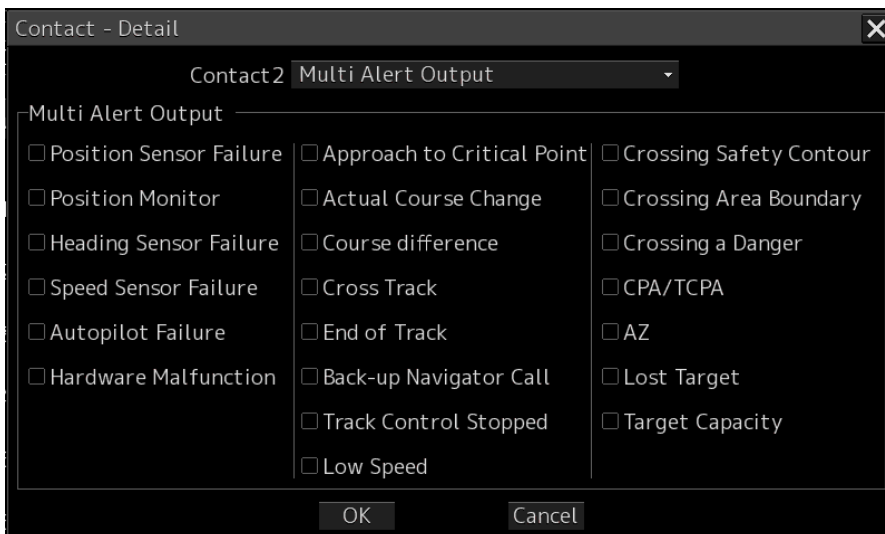 Contact - Detail
Contact2 Multi Alert Output
Multi Alert Output
Position Sensor Failure
Position Monitor
Heading Sensor Failure
Speed Sensor Failure
Autopilot Failure
Hardware Malfunction
Approach to Critical Point
Actual Course Change
Course difference
Cross Track
End of Track
Back-up Navigator Call
Track Control Stopped
Low Speed
Crossing Safety Contour
Crossing Area Boundary
Crossing a Danger
CPA/TCPA
AZ
Lost Target
Target Capacity
OK
Cancel